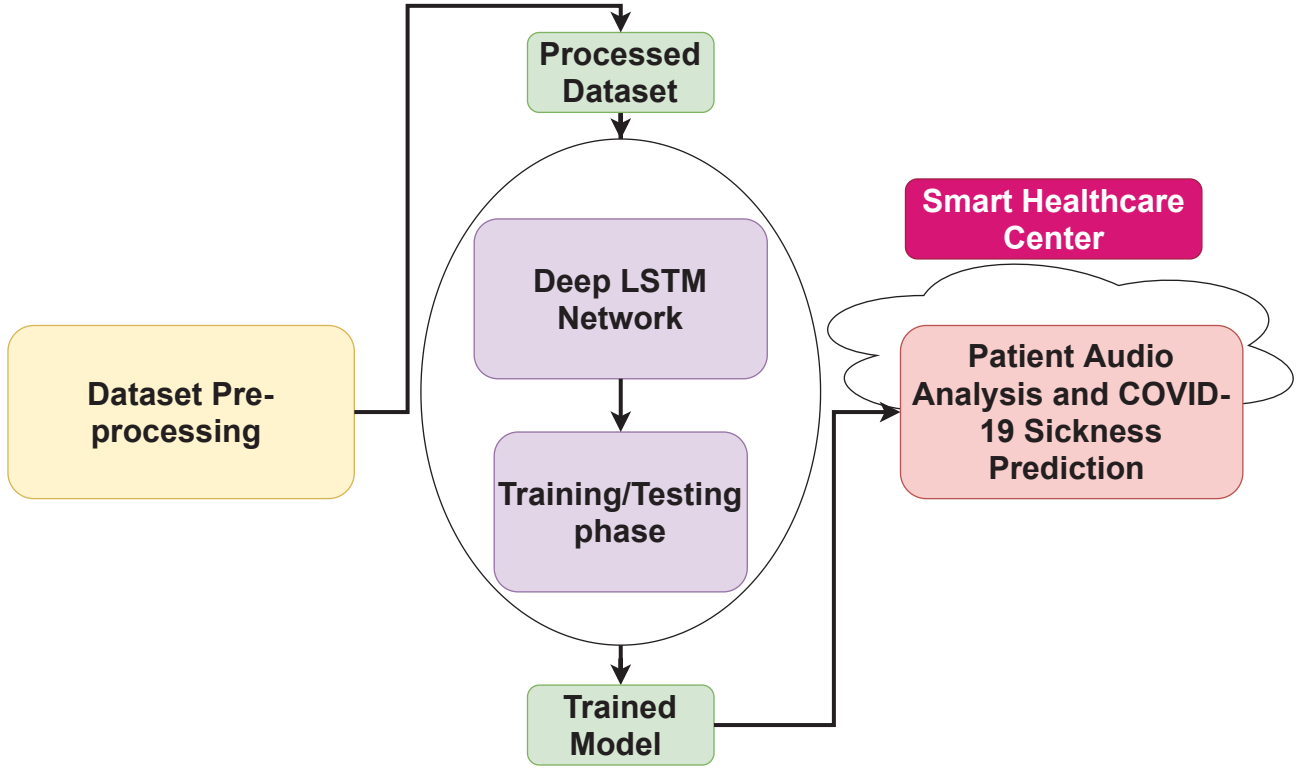 Processed
Dataset
Smart Healthcare
Center
Deep LSTM
Network
Dataset Pre-
processing
Patient Audio
Analysis and COVID-
19 Sickness
Prediction
Training/Testing
phase
Trained
Model